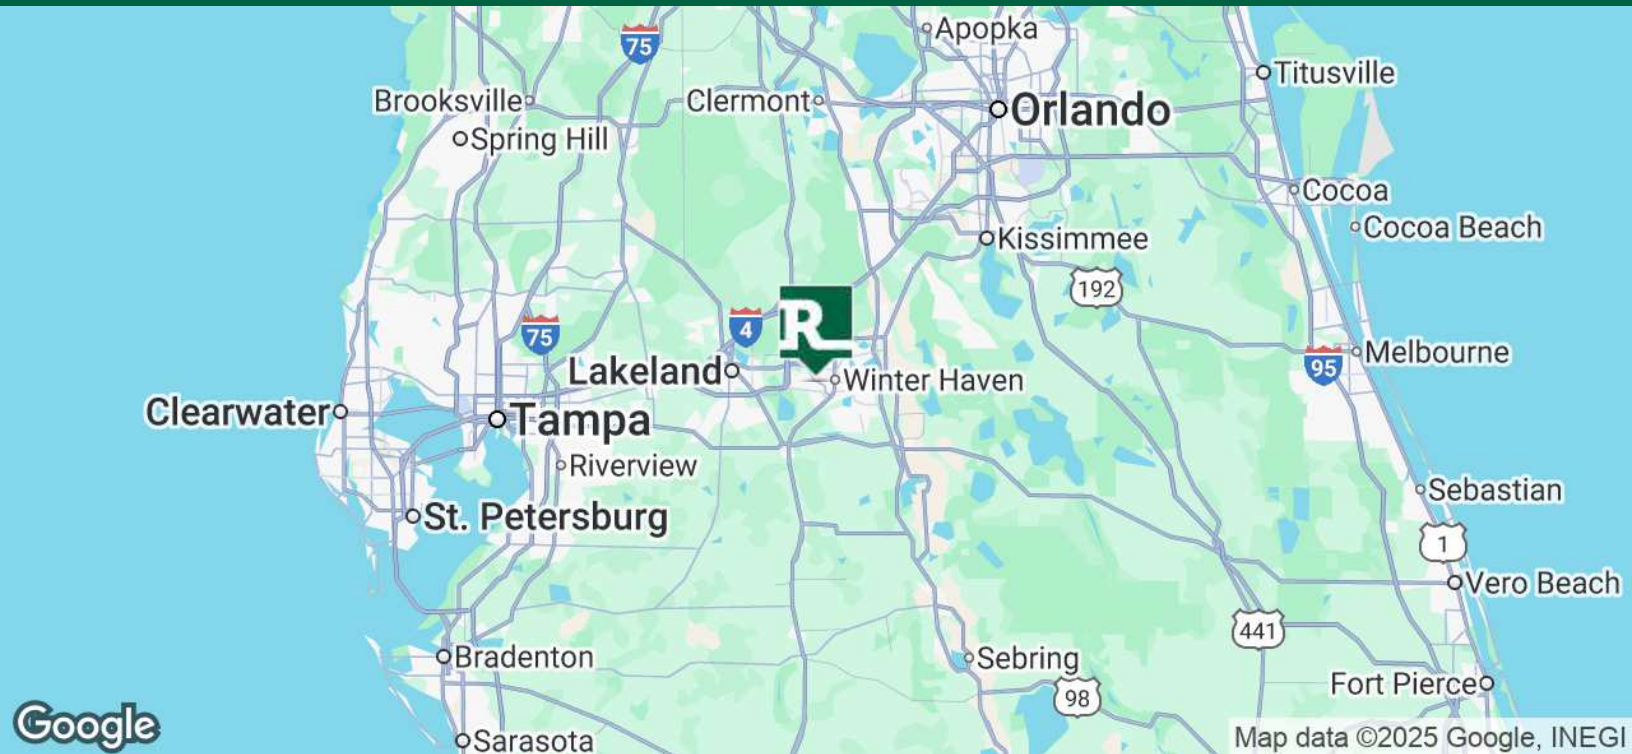 Apopka
75
Titusville
Brooksville
Clermont
Orlando
Spring Hill
Cocoa
Cocoa Beach
Kissimmee
192
R
75
4
Melbourne
95
Lakeland
Winter Haven
Clearwater
Tampa
Riverview
Sebastian
St. Petersburg
1
Vero Beach
441
Bradenton
Sebring
Fort Pierce
98
Google
Sarasota
Map data ©2025 Google, INEGI